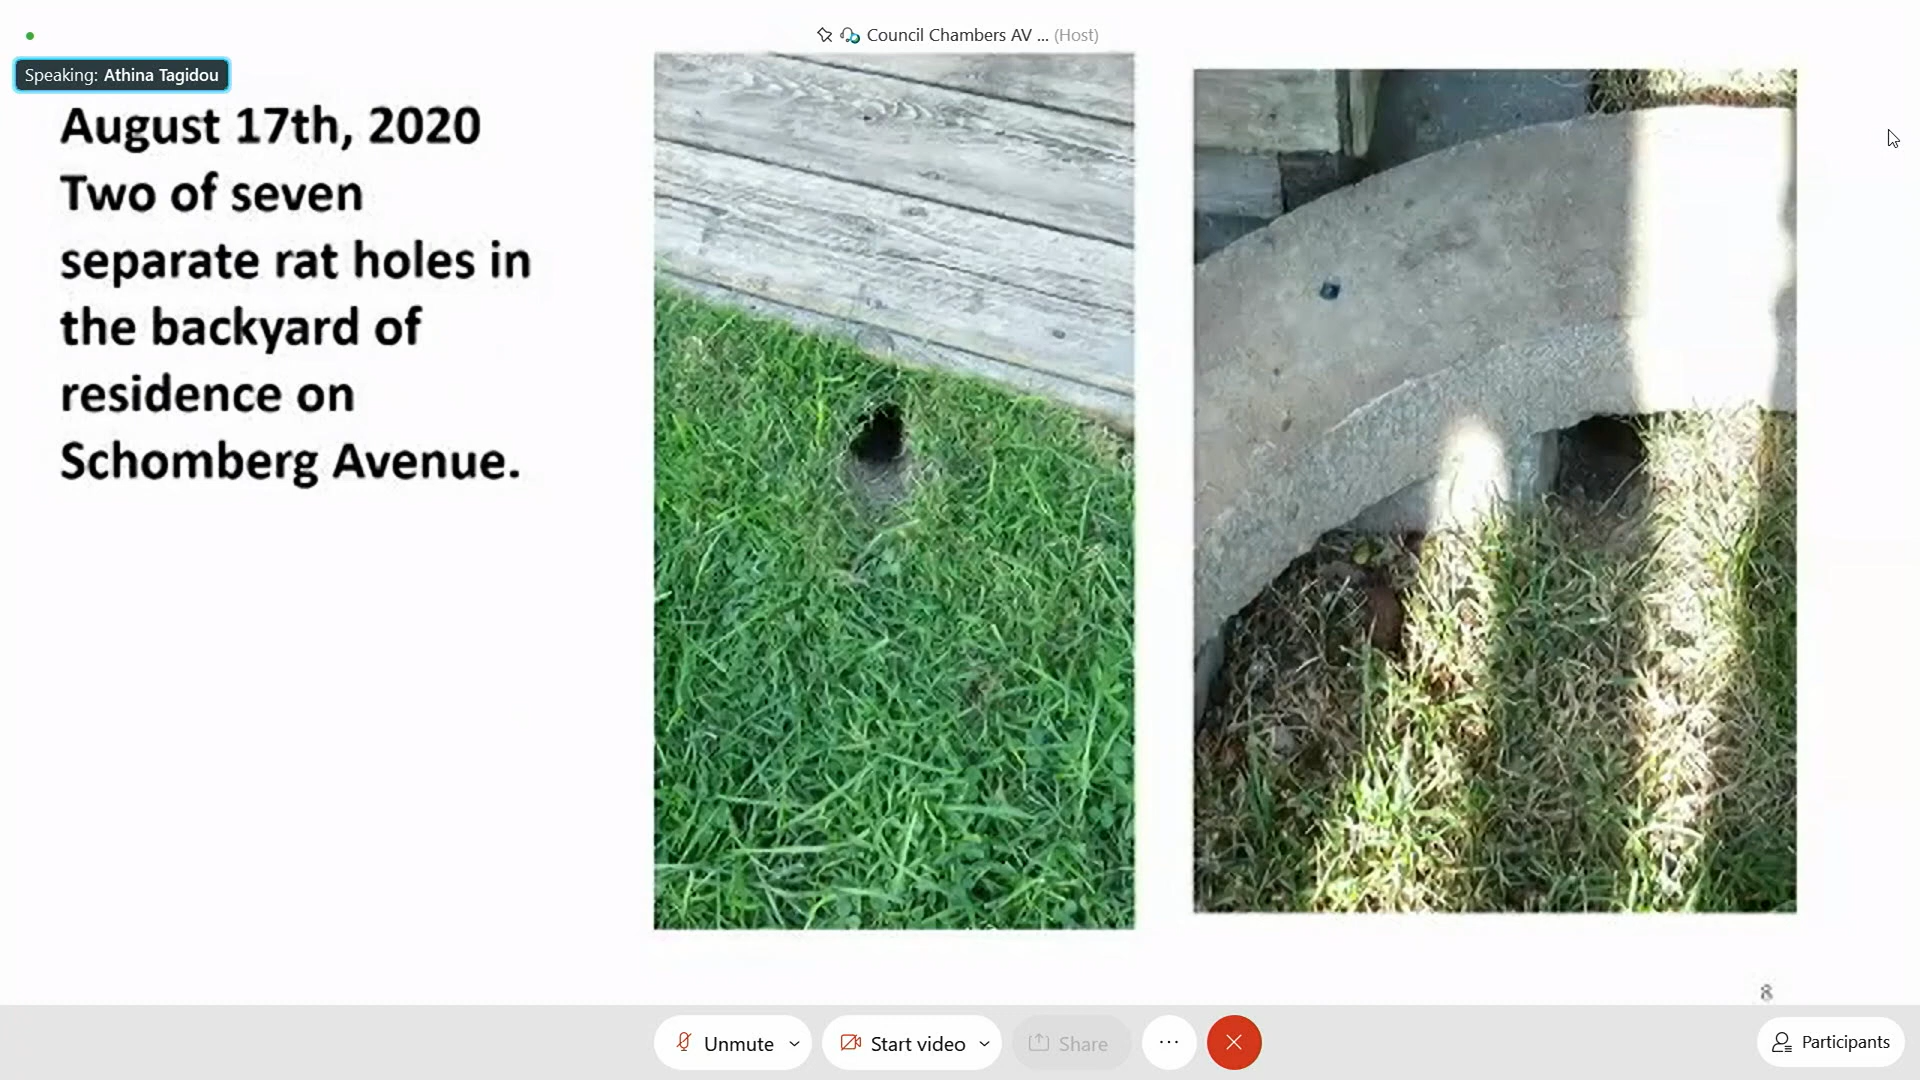 Council Chambers AV ... (Host)
Speaking: Athina Tagidou
August 17th, 2020
Two of seven
separate rat holes in
the backyard of
residence on
Schomberg Avenue.
8
Unmute
Start video
Share
Participants